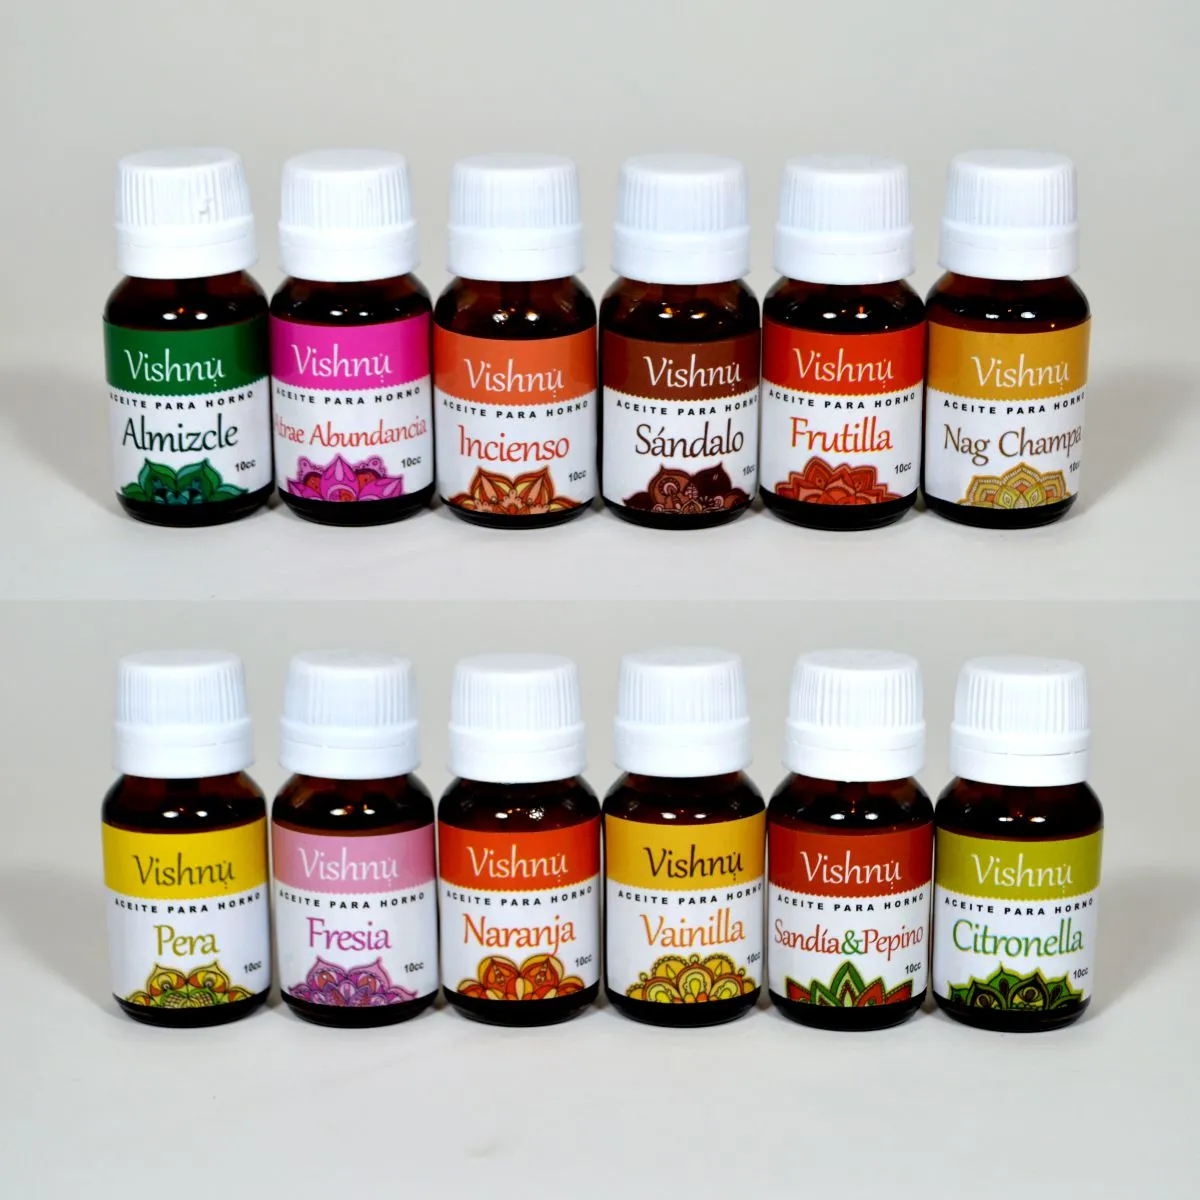 Vishnu
ACEITE PARA HORNO
Almizcle
10cc
Vishnu
ACEITE PARA HORNO
Atrae Abundancia
10cc
Vishnu
ACEITE PARA HORNO
Incienso
10cc
Vishnu
ACEITE PARA HORNO
Sándalo
10cc
Vishnu
ACEITE PARA HORNO
Frutilla
10cc
Vishnu
ACEITE PARA HORNO
Nag Champa
10cc
Vishnu
ACEITE PARA HORNO
Pera
10cc
Vishnu
ACEITE PARA HORNO
Fresia
10cc
Vishnu
ACEITE PARA HORNO
Naranja
10cc
Vishnu
ACEITE PARA HORNO
Vainilla
10cc
Vishnu
ACEITE PARA HORNO
Sandía&Pepino
10cc
Vishnu
ACEITE PARA HORNO
Citronella
10cc